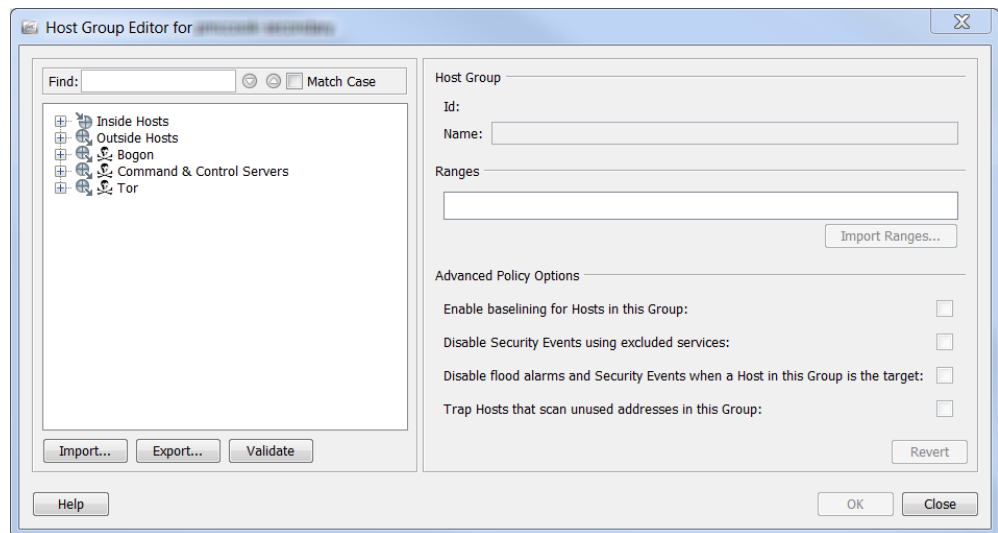 Host Group Editor for
Find:
Match Case
Inside Hosts
Outside Hosts
Bogon
Command & Control Servers
Tor
Import...
Export...
Validate
Host Group
Id:
Name:
Ranges
Import Ranges...
Advanced Policy Options
Enable baselining for Hosts in this Group:
Disable Security Events using excluded services:
Disable flood alarms and Security Events when a Host in this Group is the target:
Trap Hosts that scan unused addresses in this Group:
Revert
Help
OK
Close